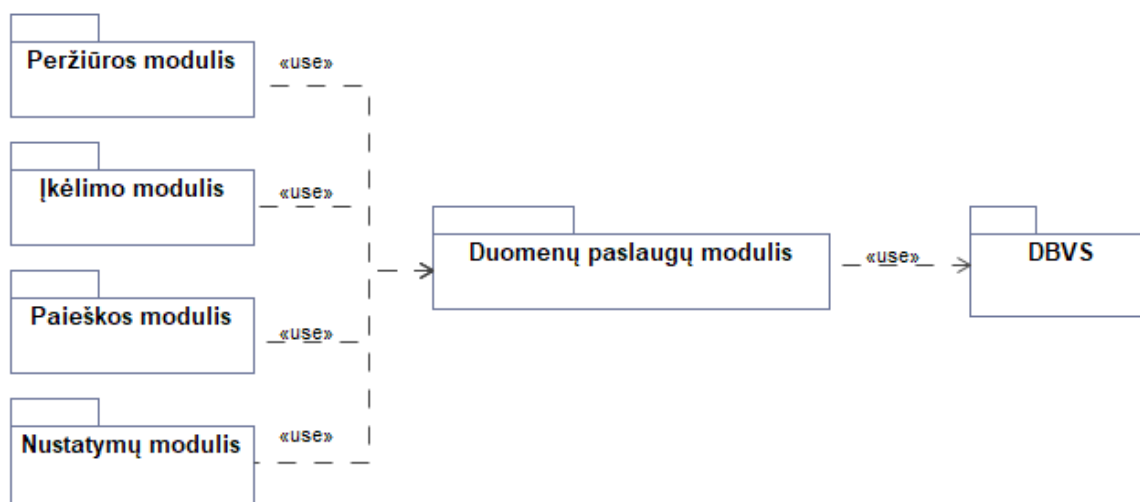 Peržiūros modulis
«use»
Įkėlimo modulis
«use»
Duomenų paslaugų modulis
«use»
DBVS
Paieškos modulis
«use»
Nustatymų modulis
«use»